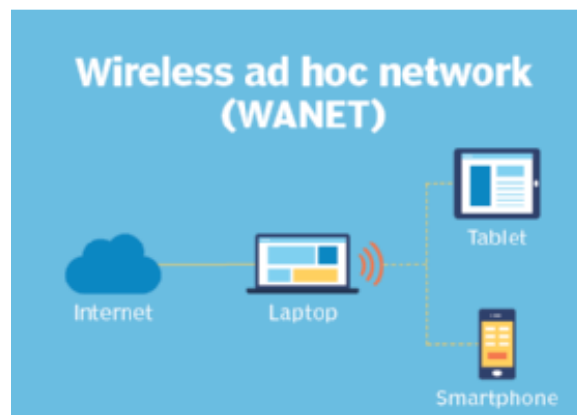 Wireless ad hoc network
(WANET)
Tablet
Internet
Laptop
Smartphone